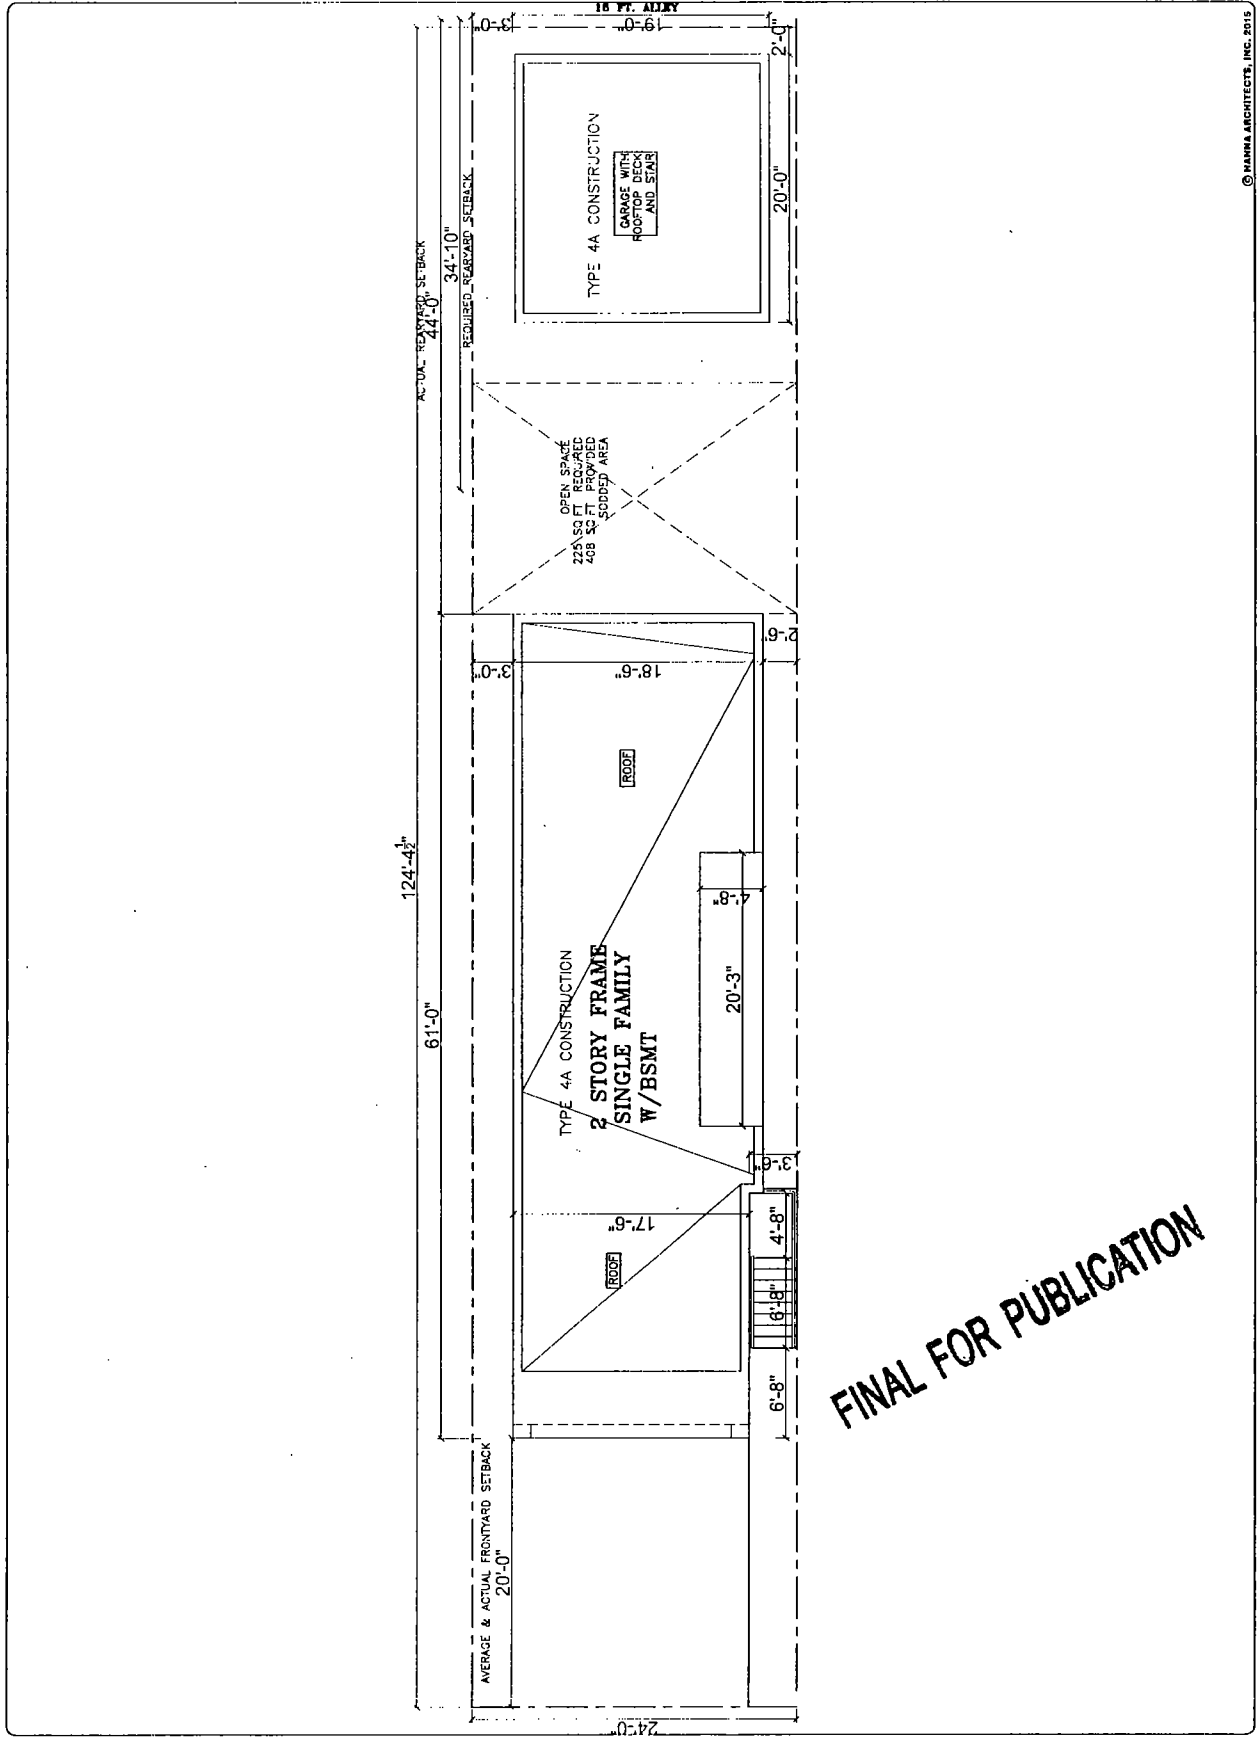 16 FT. ALLEY
3'-0"
19'-0"
2'-0"
© HANNA ARCHITECTS, INC. 2015
TYPE 4A CONSTRUCTION
GARAGE WITH
ROOFTOP DECK
AND STAIR
20'-0"
ACTUAL REARYARD SETBACK
44'-0"
34'-10"
REQUIRED REARYARD SETBACK
OPEN SPACE
225 SQ FT REQUIRED
408 SQ FT PROVIDED
SODDED AREA
3'-0"
18'-6"
2'-6"
ROOF
124'-4½"
61'-0"
4'-8"
20'-3"
TYPE 4A CONSTRUCTION
2 STORY FRAME
SINGLE FAMILY
W/BSMT
3'-6"
17'-6"
4'-8"
ROOF
6'-8"
6'-8"
FINAL FOR PUBLICATION
AVERAGE & ACTUAL FRONTYARD SETBACK
20'-0"
24'-0"